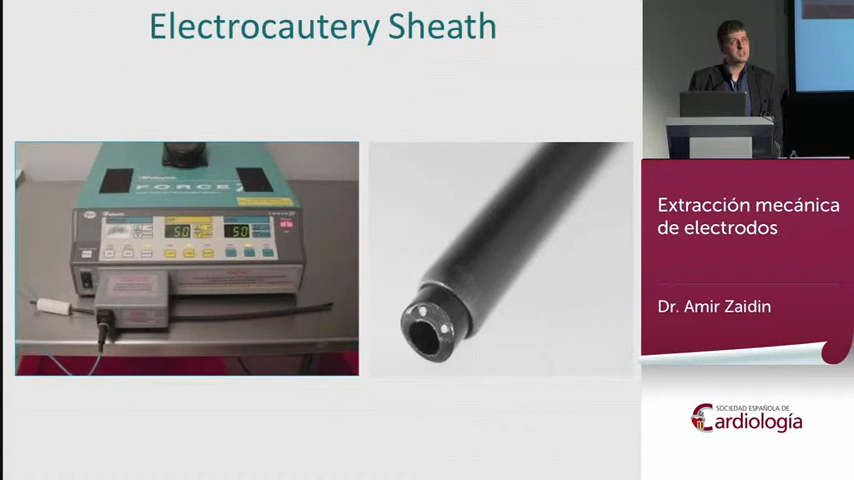 Electrocautery Sheath
FORCE
50
50
Extracción mecánica
de electrodos
Dr. Amir Zaidin
SOCIEDAD ESPAÑOLA DE
Cardiología